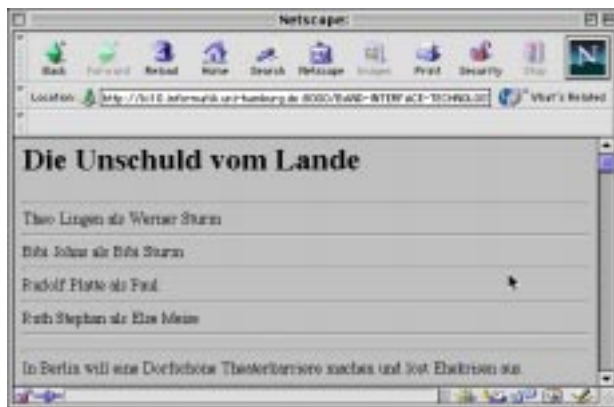 Netscape:
Back Forward Reload Home Search Netscape Images Print Security Stop
Location: What's Related
Die Unschuld vom Lande
Theo Lingen als Werner Sturm
Bibi Johns als Bibi Sturm
Rudolf Platte als Paul
Ruth Stephan als Else Meise
In Berlin will eine Dorfschöne Theaterkarriere machen und löst Ehekrisen aus.